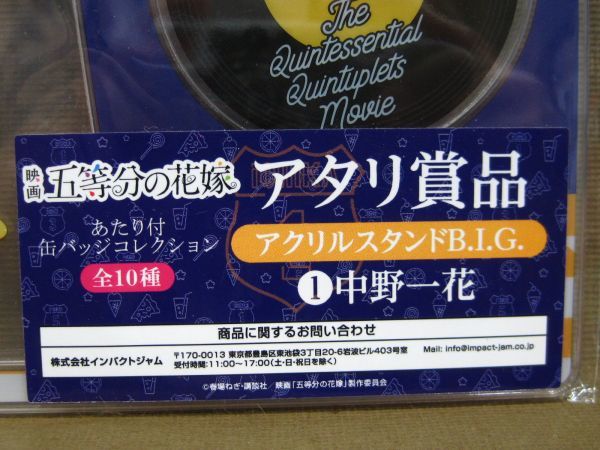 The
Quintessential
Quintuplets
Movie
映画 五等分の花嫁
あたり付
缶バッジコレクション
全10種
アタリ賞品
アクリルスタンドB.I.G.
①中野一花
商品に関するお問い合わせ
株式会社インパクトジャム
〒170-0013 東京都豊島区東池袋3丁目20-6岩波ビル403号室
受付時間:11:00~17:00(土・日・祝日を除く)
Mail: info@impact-jam.co.jp
©春場ねぎ・講談社/映画「五等分の花嫁」製作委員会